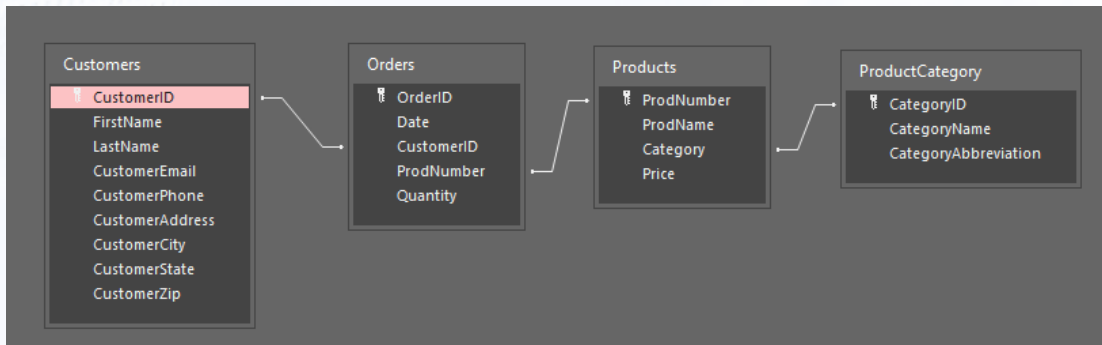 Customers
CustomerID
FirstName
LastName
CustomerEmail
CustomerPhone
CustomerAddress
CustomerCity
CustomerState
CustomerZip
Orders
OrderID
Date
CustomerID
ProdNumber
Quantity
Products
ProdNumber
ProdName
Category
Price
ProductCategory
CategoryID
CategoryName
CategoryAbbreviation